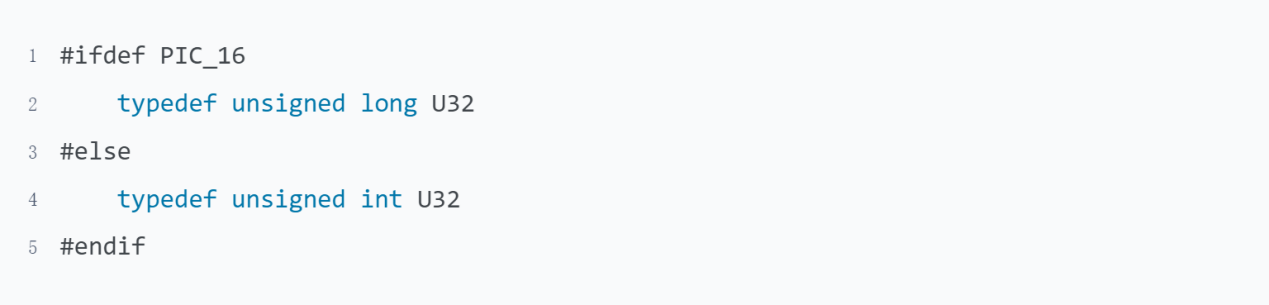 1 #ifdef PIC_16
2     typedef unsigned long U32
3 #else
4     typedef unsigned int U32
5 #endif